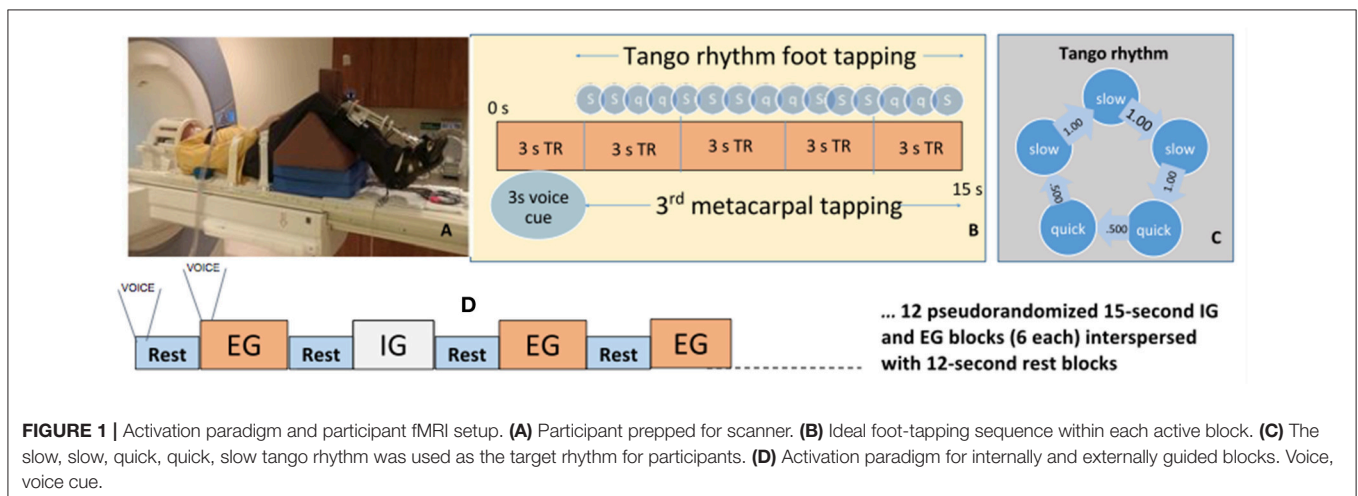 Tango rhythm foot tapping
S S q q S S S q q S S S q q S
0 s
3 s TR 3 s TR 3 s TR 3 s TR 3 s TR
15 s
3s voice
cue
3rd metacarpal tapping
A
B
Tango rhythm
slow
1.00
1.00
slow
slow
.500
1.00
quick
.500
quick
C
VOICE
VOICE
D
Rest EG Rest IG Rest EG Rest EG
... 12 pseudorandomized 15-second IG
and EG blocks (6 each) interspersed
with 12-second rest blocks
FIGURE 1 | Activation paradigm and participant fMRI setup. (A) Participant prepped for scanner. (B) Ideal foot-tapping sequence within each active block. (C) The
slow, slow, quick, quick, slow tango rhythm was used as the target rhythm for participants. (D) Activation paradigm for internally and externally guided blocks. Voice,
voice cue.